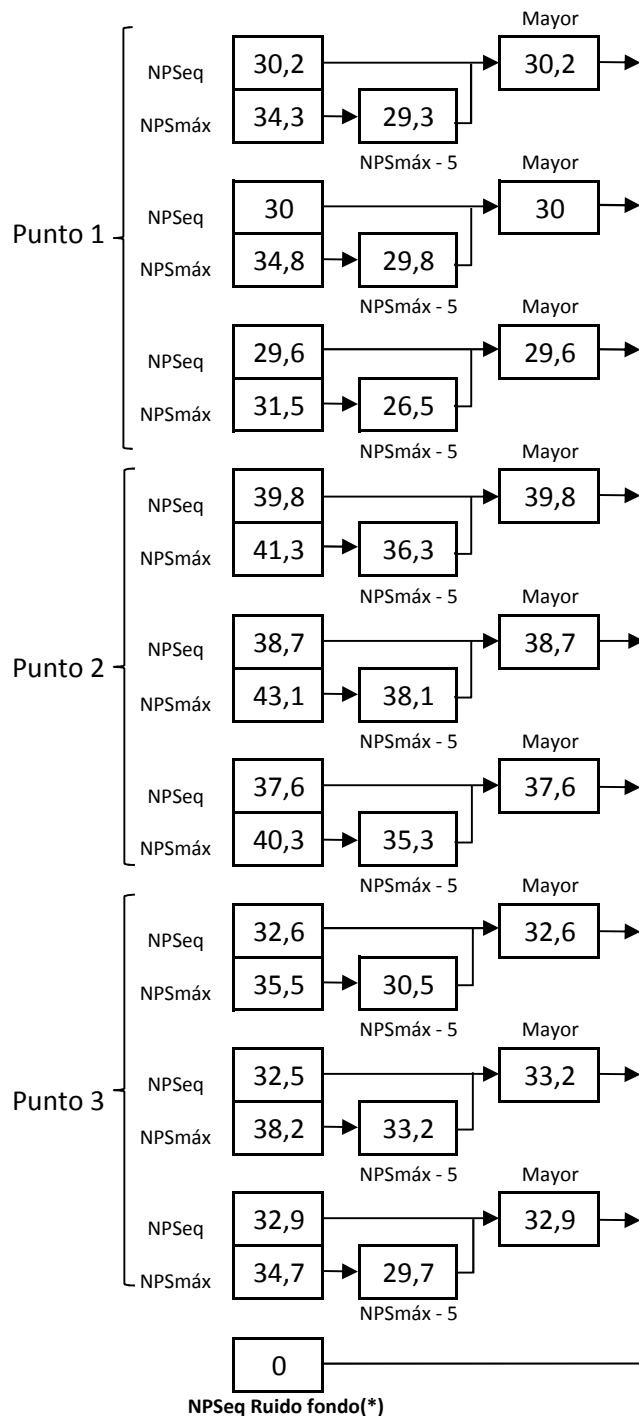 Mayor
NPSeq 30,2 30,2
NPSmáx 34,3 29,3
NPSmáx - 5
Mayor
Punto 1
NPSeq 30 30
NPSmáx 34,8 29,8
NPSmáx - 5
Mayor
NPSeq 29,6 29,6
NPSmáx 31,5 26,5
NPSmáx - 5
Mayor
NPSeq 39,8 39,8
NPSmáx 41,3 36,3
NPSmáx - 5
Mayor
Punto 2
NPSeq 38,7 38,7
NPSmáx 43,1 38,1
NPSmáx - 5
Mayor
NPSeq 37,6 37,6
NPSmáx 40,3 35,3
NPSmáx - 5
Mayor
NPSeq 32,6 32,6
NPSmáx 35,5 30,5
NPSmáx - 5
Mayor
Punto 3
NPSeq 32,5 33,2
NPSmáx 38,2 33,2
NPSmáx - 5
Mayor
NPSeq 32,9 32,9
NPSmáx 34,7 29,7
NPSmáx - 5
0
NPSeq Ruido fondo(*)